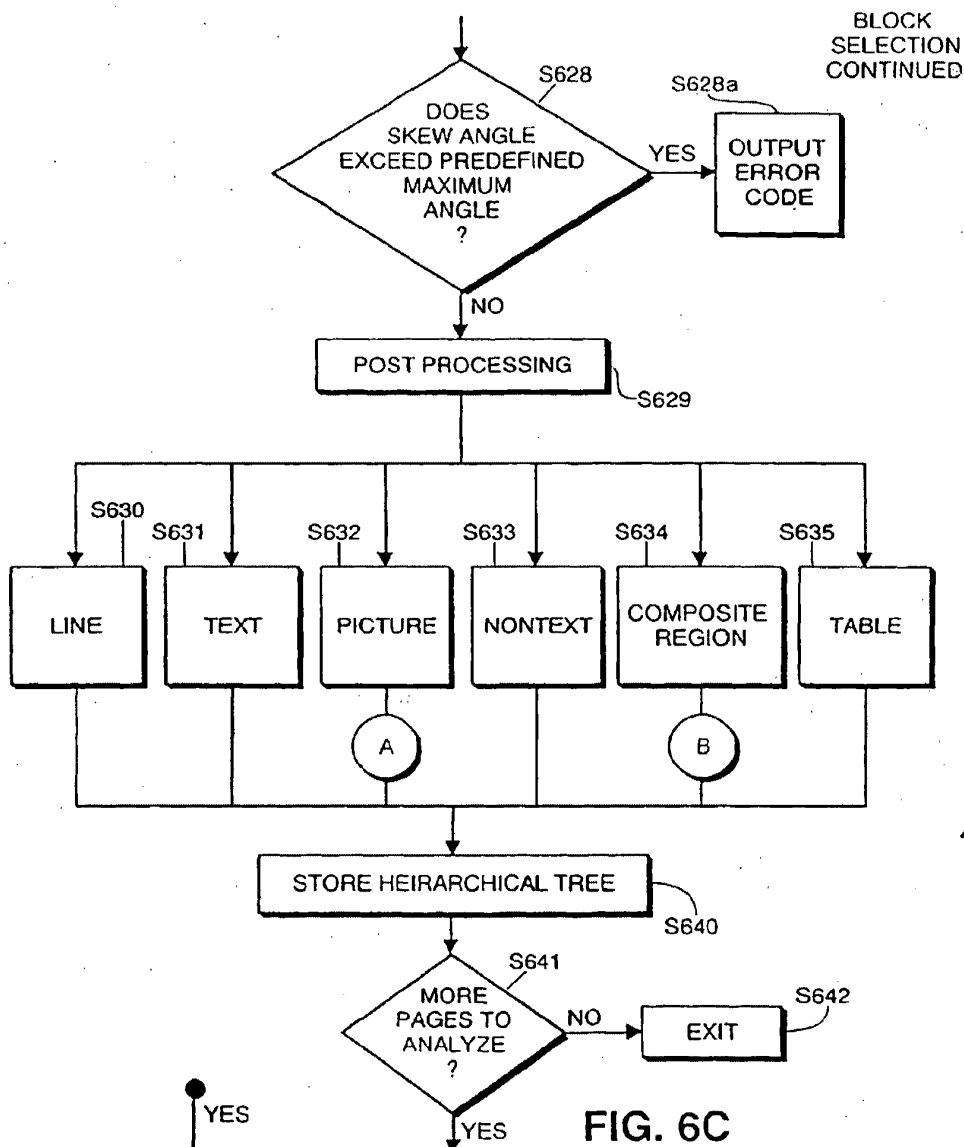 BLOCK
SELECTION
CONTINUED
S628
S628a
DOES
SKEW ANGLE
EXCEED PREDEFINED
MAXIMUM
ANGLE
?
YES
OUTPUT
ERROR
CODE
NO
POST PROCESSING
S629
S630
S631
S632
S633
S634
S635
LINE
TEXT
PICTURE
NONTEXT
COMPOSITE
REGION
TABLE
A
B
STORE HEIRARCHICAL TREE
S640
S641
MORE
PAGES TO
ANALYZE
?
NO
EXIT
S642
YES
YES
FIG. 6C